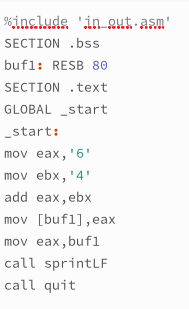 %include 'in_out.asm'
SECTION .bss
buf1: RESB 80
SECTION .text
GLOBAL _start
_start:
mov eax,'6'
mov ebx,'4'
add eax,ebx
mov [buf1],eax
mov eax,buf1
call sprintLF
call quit